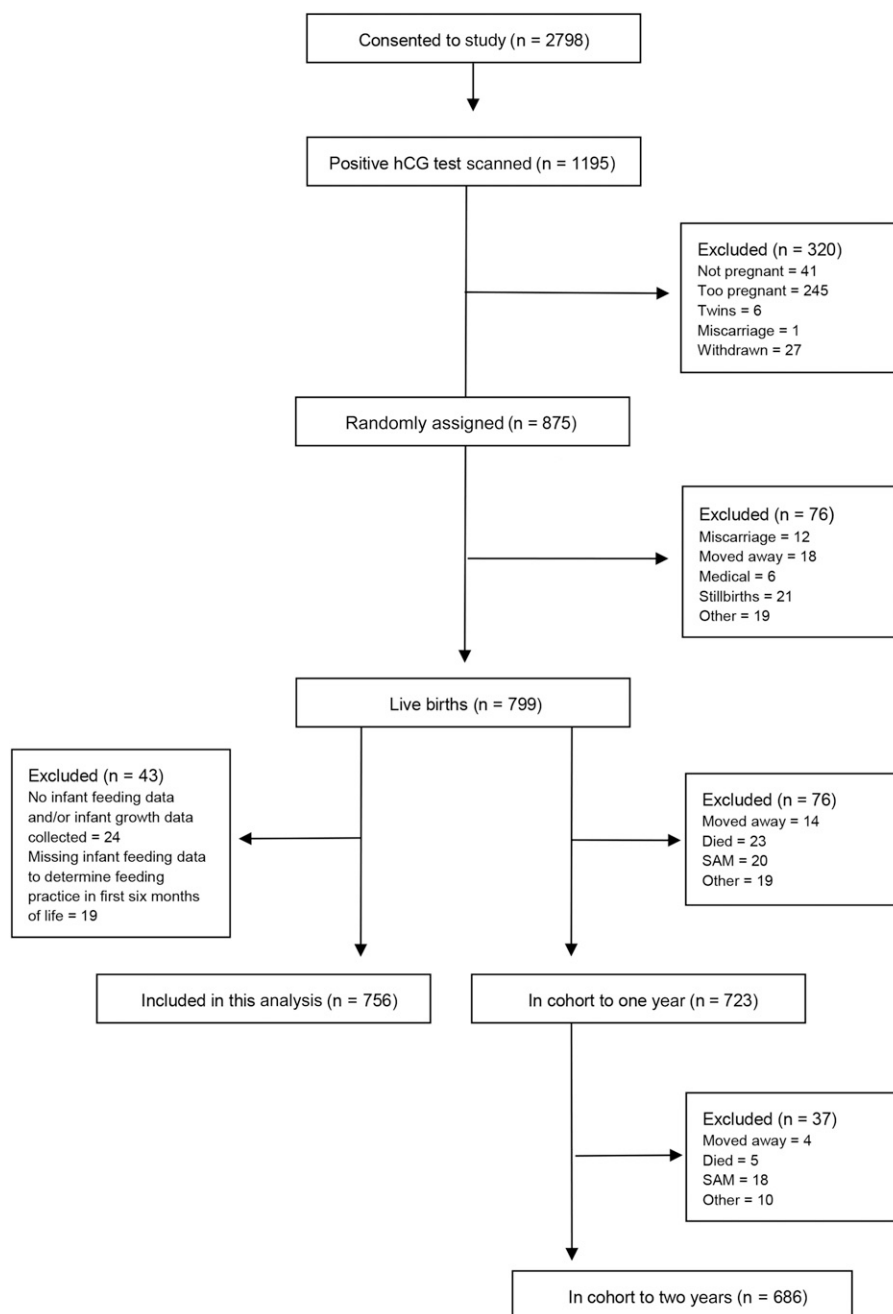 Consented to study (n = 2798)
Positive hCG test scanned (n = 1195)
Excluded (n = 320)
Not pregnant = 41
Too pregnant = 245
Twins = 6
Miscarriage = 1
Withdrawn = 27
Randomly assigned (n = 875)
Excluded (n = 76)
Miscarriage = 12
Moved away = 18
Medical = 6
Stillbirths = 21
Other = 19
Live births (n = 799)
Excluded (n = 43)
No infant feeding data
and/or infant growth data
collected = 24
Missing infant feeding data
to determine feeding
practice in first six months
of life = 19
Excluded (n = 76)
Moved away = 14
Died = 23
SAM = 20
Other = 19
Included in this analysis (n = 756)
In cohort to one year (n = 723)
Excluded (n = 37)
Moved away = 4
Died = 5
SAM = 18
Other = 10
In cohort to two years (n = 686)